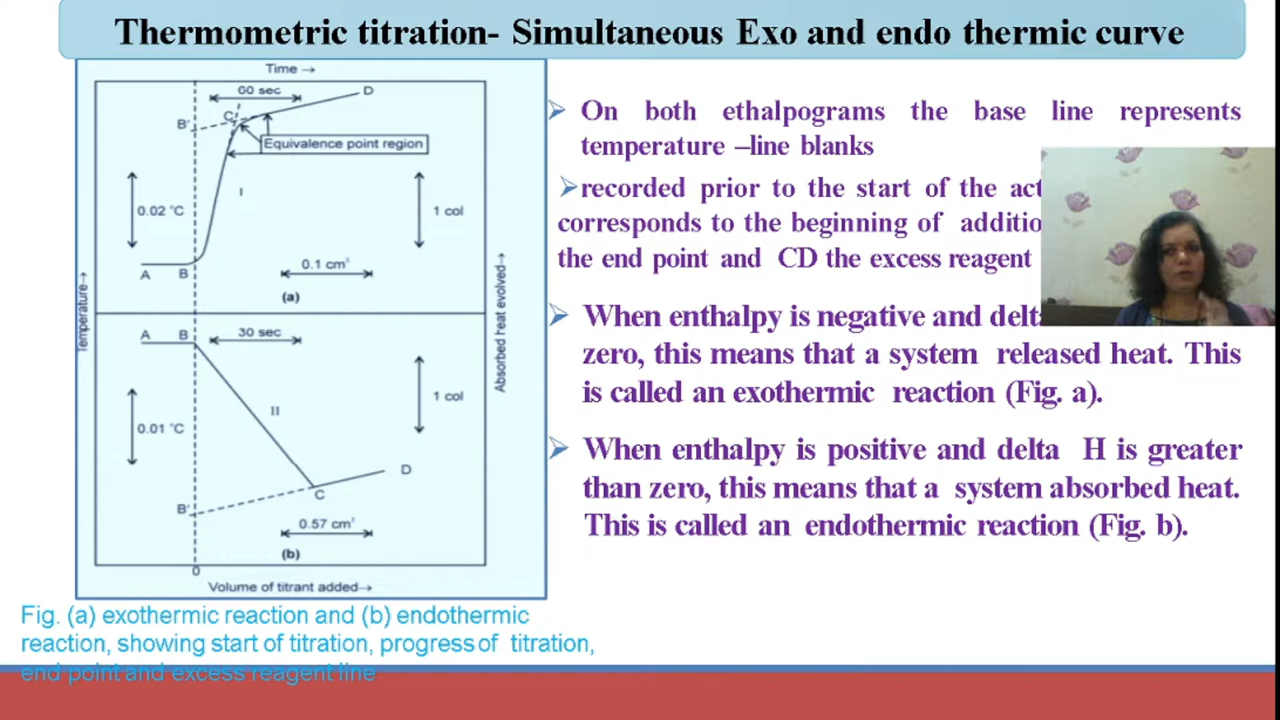 Thermometric titration- Simultaneous Exo and endo thermic curve
Time →
60 sec
D
C'
B'
Equivalence point region
I
0.02 °C
1 col
0.1 cm³
A B
(a)
Temperature→
Absorbed heat evolved→
A B
30 sec
1 col
II
0.01 °C
D
C
B'
0.57 cm³
(b)
0
Volume of titrant added→
Fig. (a) exothermic reaction and (b) endothermic
reaction, showing start of titration, progress of titration,
end point and excess reagent line
➢ On both ethalpograms the base line represents
temperature –line blanks
➢recorded prior to the start of the
corresponds to the beginning of
the end point and CD the excess reagent
➢ When enthalpy is negative and
zero, this means that a system released heat. This
is called an exothermic reaction (Fig. a).
➢ When enthalpy is positive and delta H is greater
than zero, this means that a system absorbed heat.
This is called an endothermic reaction (Fig. b).